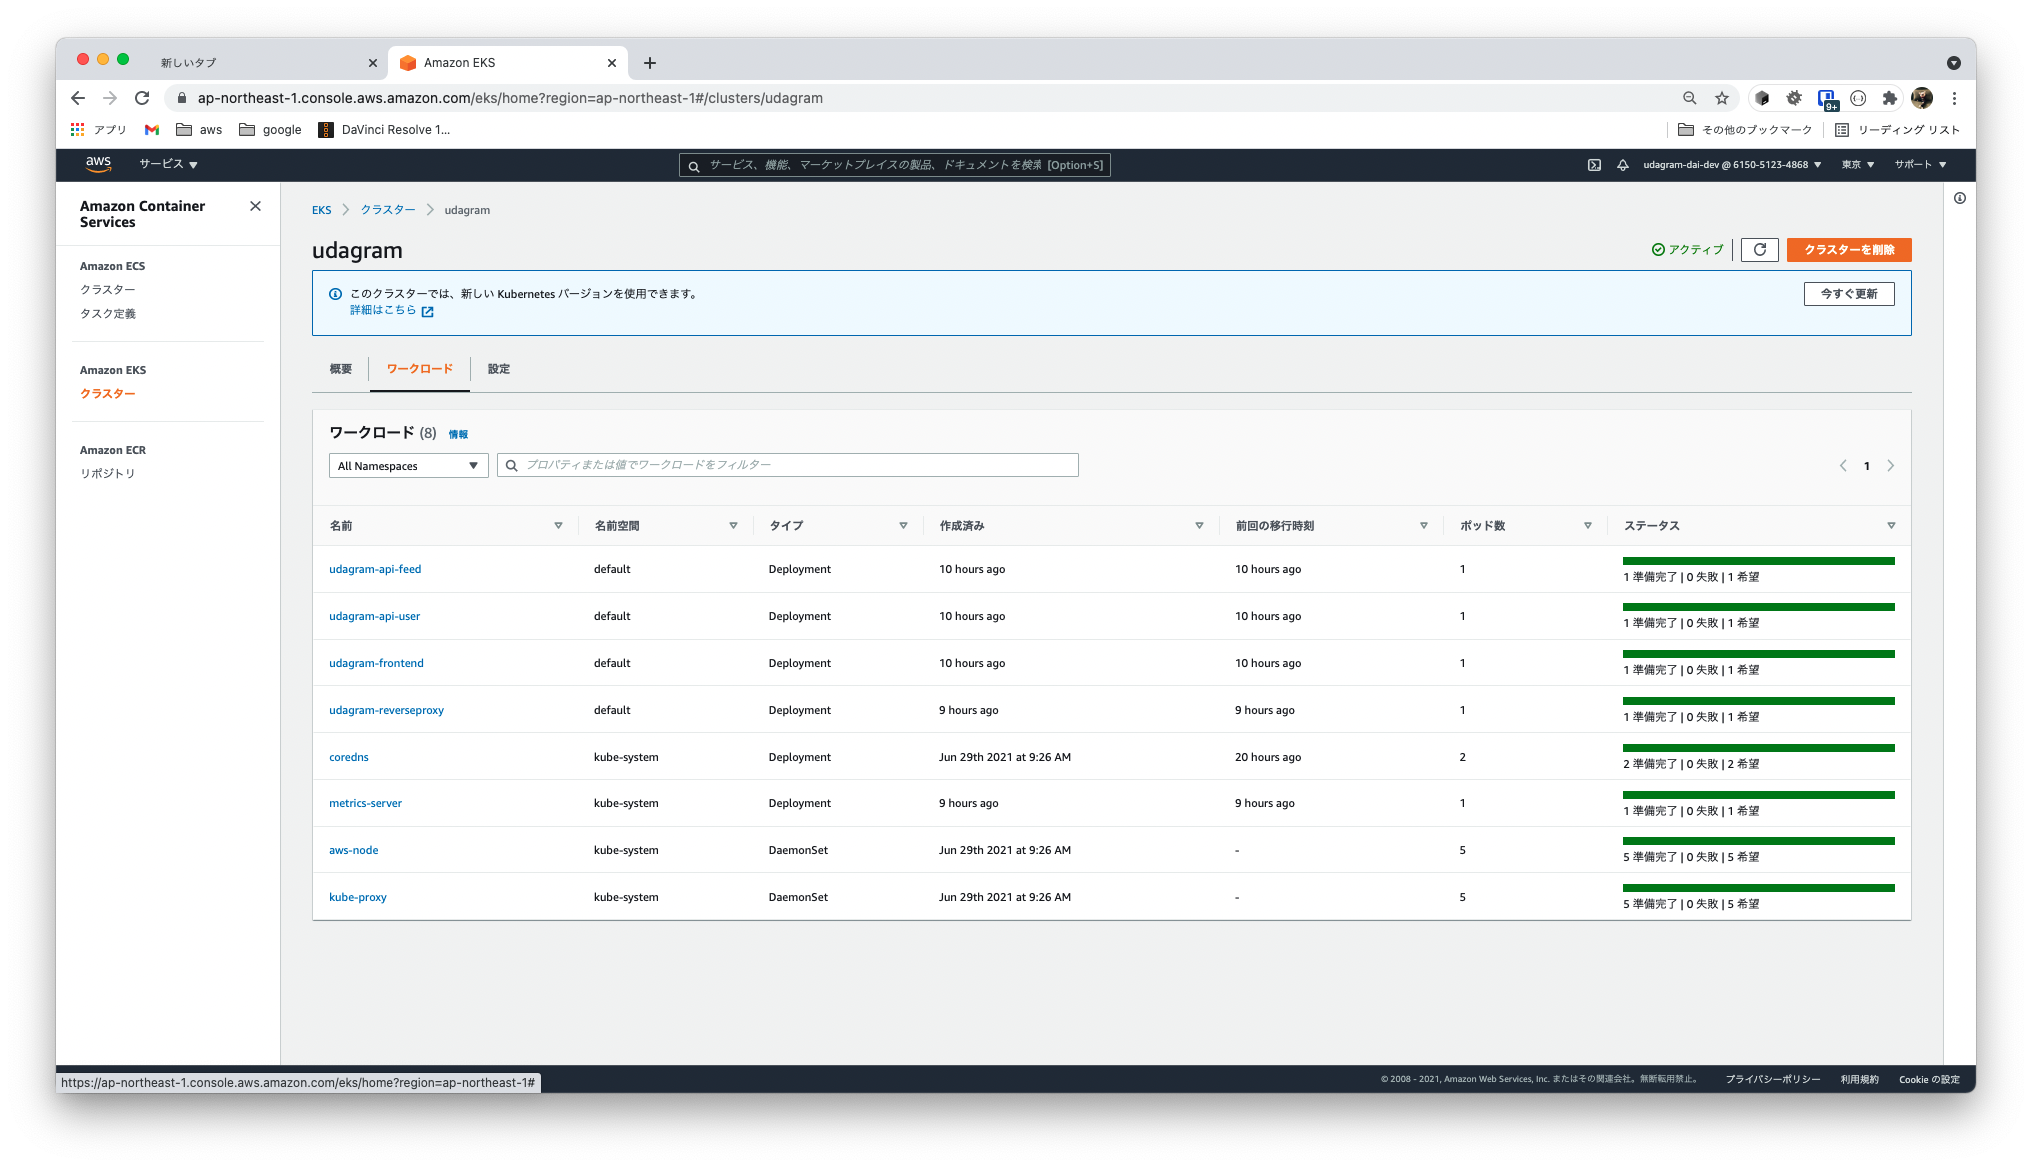 新しいタブ
Amazon EKS
ap-northeast-1.console.aws.amazon.com/eks/home?region=ap-northeast-1#/clusters/udagram
9+
アプリ
aws
google
DaVinci Resolve 1...
その他のブックマーク
リーディング リスト
aws
サービス
サービス、機能、マーケットプレイスの製品、ドキュメントを検索 [Option+S]
udagram-dai-dev @ 6150-5123-4868
東京
サポート
Amazon Container Services
Amazon ECS
クラスター
タスク定義
Amazon EKS
クラスター
Amazon ECR
リポジトリ
EKS
クラスター
udagram
udagram
アクティブ
クラスターを削除
このクラスターでは、新しい Kubernetes バージョンを使用できます。
詳細はこちら
今すぐ更新
概要
ワークロード
設定
ワークロード (8) 情報
All Namespaces
プロパティまたは値でワークロードをフィルター
1
名前 名前空間 タイプ 作成済み 前回の移行時刻 ポッド数 ステータス
udagram-api-feed default Deployment 10 hours ago 10 hours ago 1 1 準備完了 | 0 失敗 | 1 希望
udagram-api-user default Deployment 10 hours ago 10 hours ago 1 1 準備完了 | 0 失敗 | 1 希望
udagram-frontend default Deployment 10 hours ago 10 hours ago 1 1 準備完了 | 0 失敗 | 1 希望
udagram-reverseproxy default Deployment 9 hours ago 9 hours ago 1 1 準備完了 | 0 失敗 | 1 希望
coredns kube-system Deployment Jun 29th 2021 at 9:26 AM 20 hours ago 2 2 準備完了 | 0 失敗 | 2 希望
metrics-server kube-system Deployment 9 hours ago 9 hours ago 1 1 準備完了 | 0 失敗 | 1 希望
aws-node kube-system DaemonSet Jun 29th 2021 at 9:26 AM - 5 5 準備完了 | 0 失敗 | 5 希望
kube-proxy kube-system DaemonSet Jun 29th 2021 at 9:26 AM - 5 5 準備完了 | 0 失敗 | 5 希望
https://ap-northeast-1.console.aws.amazon.com/eks/home?region=ap-northeast-1#
© 2008 - 2021, Amazon Web Services, Inc. またはその関連会社。無断転用禁止。
プライバシーポリシー
利用規約
Cookie の設定